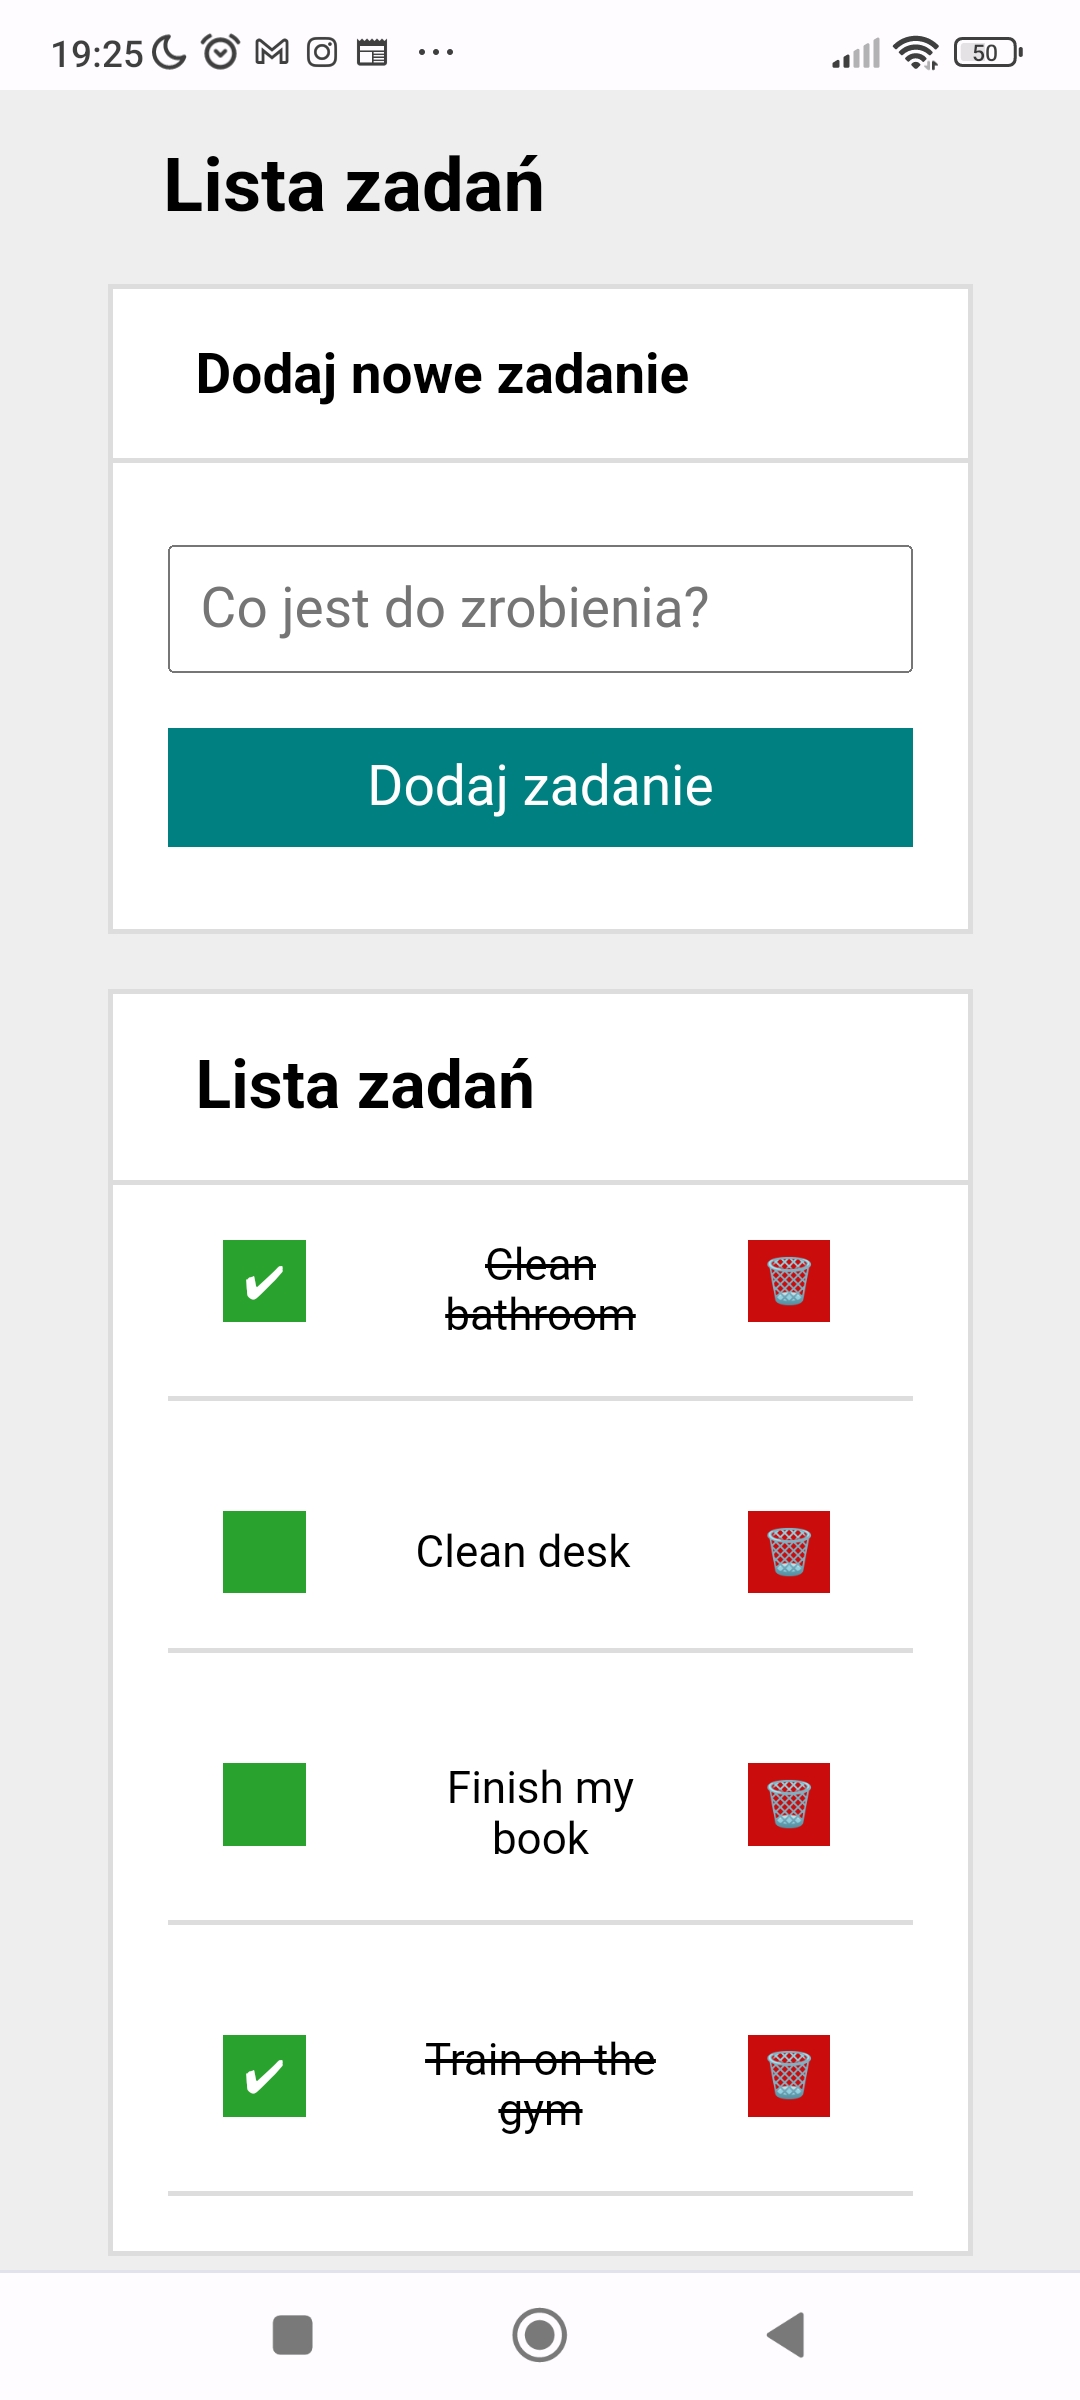 19:25
50
Lista zadań
Dodaj nowe zadanie
Co jest do zrobienia?
Dodaj zadanie
Lista zadań
Clean
bathroom
Clean desk
Finish my
book
Train on the
gym